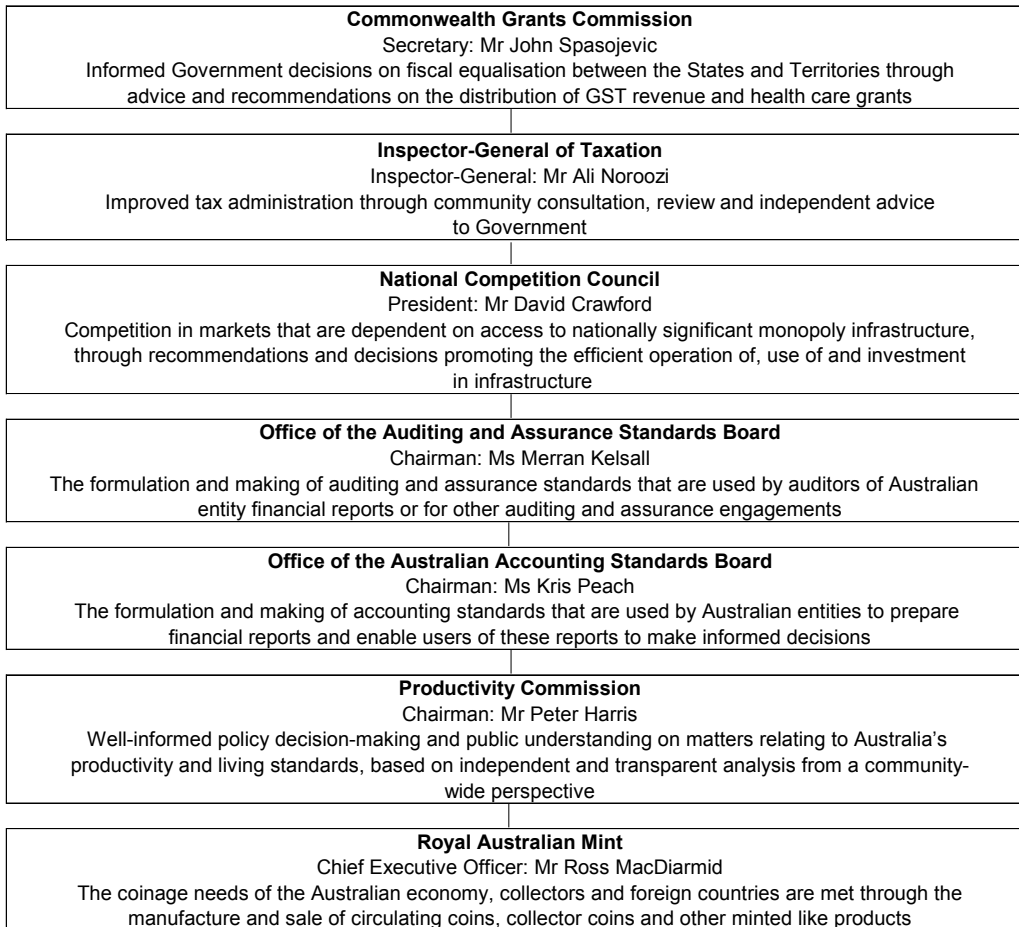 Commonwealth Grants Commission
Secretary: Mr John Spasojevic
Informed Government decisions on fiscal equalisation between the States and Territories through
advice and recommendations on the distribution of GST revenue and health care grants
Inspector-General of Taxation
Inspector-General: Mr Ali Noroozi
Improved tax administration through community consultation, review and independent advice
to Government
National Competition Council
President: Mr David Crawford
Competition in markets that are dependent on access to nationally significant monopoly infrastructure,
through recommendations and decisions promoting the efficient operation of, use of and investment
in infrastructure
Office of the Auditing and Assurance Standards Board
Chairman: Ms Merran Kelsall
The formulation and making of auditing and assurance standards that are used by auditors of Australian
entity financial reports or for other auditing and assurance engagements
Office of the Australian Accounting Standards Board
Chairman: Ms Kris Peach
The formulation and making of accounting standards that are used by Australian entities to prepare
financial reports and enable users of these reports to make informed decisions
Productivity Commission
Chairman: Mr Peter Harris
Well-informed policy decision-making and public understanding on matters relating to Australia’s
productivity and living standards, based on independent and transparent analysis from a community-
wide perspective
Royal Australian Mint
Chief Executive Officer: Mr Ross MacDiarmid
The coinage needs of the Australian economy, collectors and foreign countries are met through the
manufacture and sale of circulating coins, collector coins and other minted like products